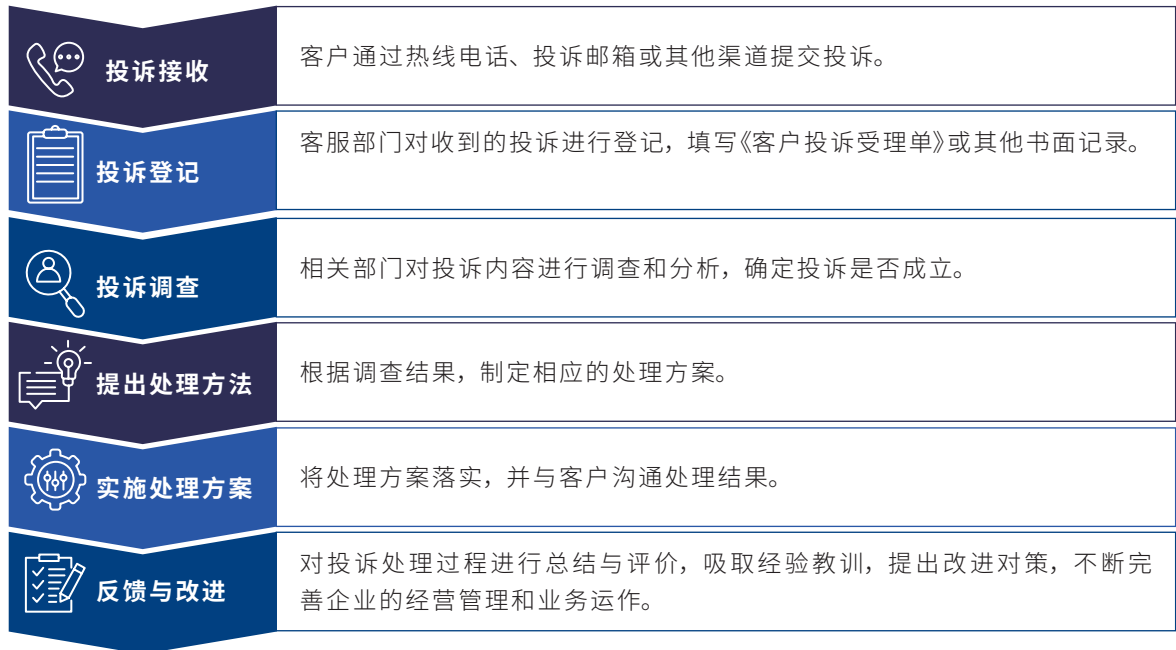 投诉接收
客户通过热线电话、投诉邮箱或其他渠道提交投诉。
投诉登记
客服部门对收到的投诉进行登记，填写《客户投诉受理单》或其他书面记录。
投诉调查
相关部门对投诉内容进行调查和分析，确定投诉是否成立。
提出处理方法
根据调查结果，制定相应的处理方案。
实施处理方案
将处理方案落实，并与客户沟通处理结果。
反馈与改进
对投诉处理过程进行总结与评价，吸取经验教训，提出改进对策，不断完
善企业的经营管理和业务运作。